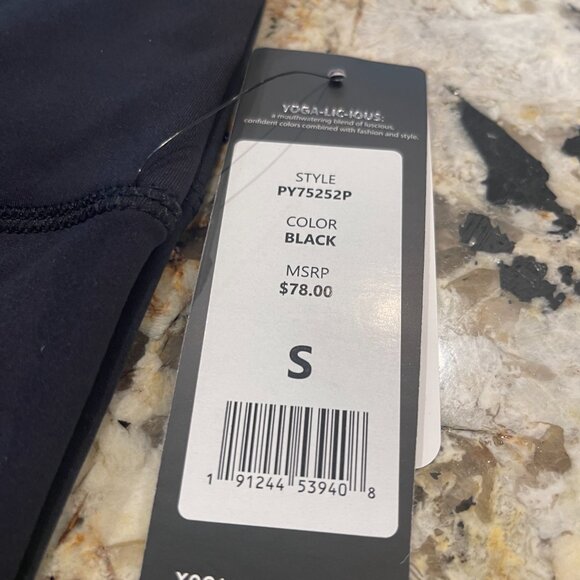 YOGA-LIC-IOUS:
a mouthwatering blend of luscious,
confident colors combined with fashion and style.
STYLE
PY75252P
COLOR
BLACK
MSRP
$78.00
S
1 91244 53940 8